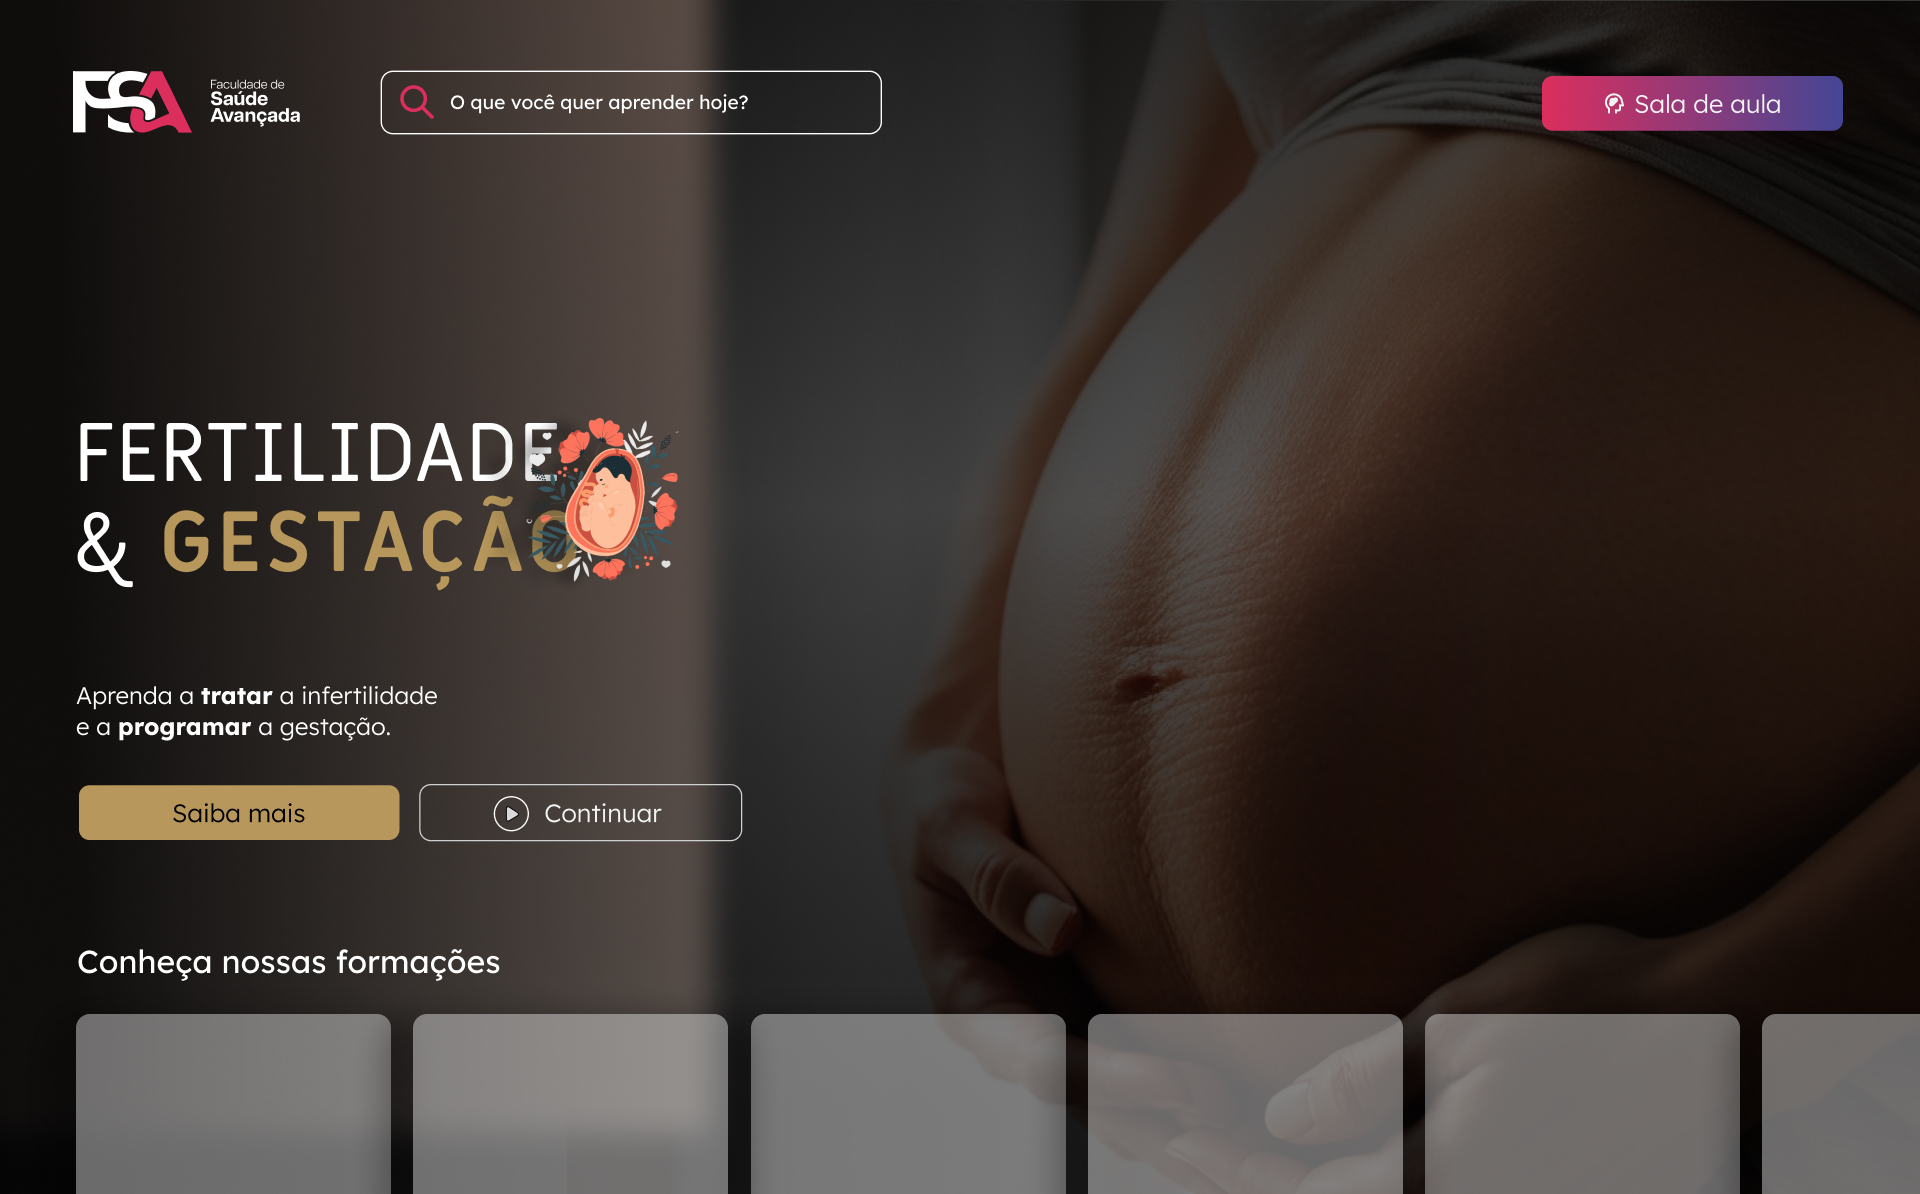 FSA
Faculdade de
Saúde
Avançada
O que você quer aprender hoje?
Sala de aula
FERTILIDADE
& GESTAÇÃO
Aprenda a tratar a infertilidade
e a programar a gestação.
Saiba mais
Continuar
Conheça nossas formações